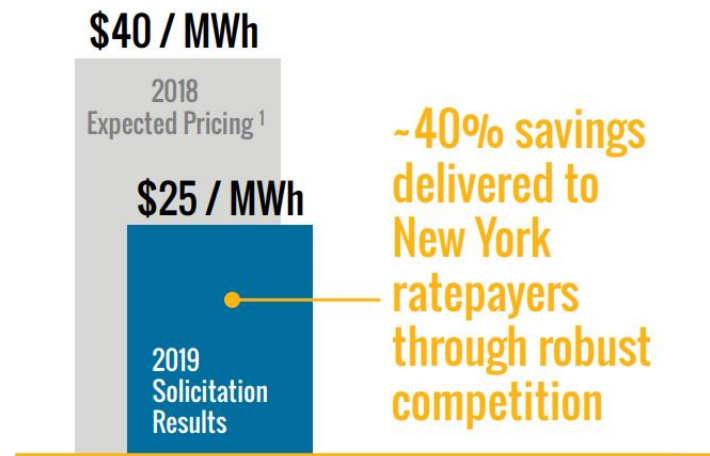 $40 / MWh
2018
Expected Pricing ¹
$25 / MWh
2019
Solicitation
Results
~40% savings
delivered to
New York
ratepayers
through robust
competition